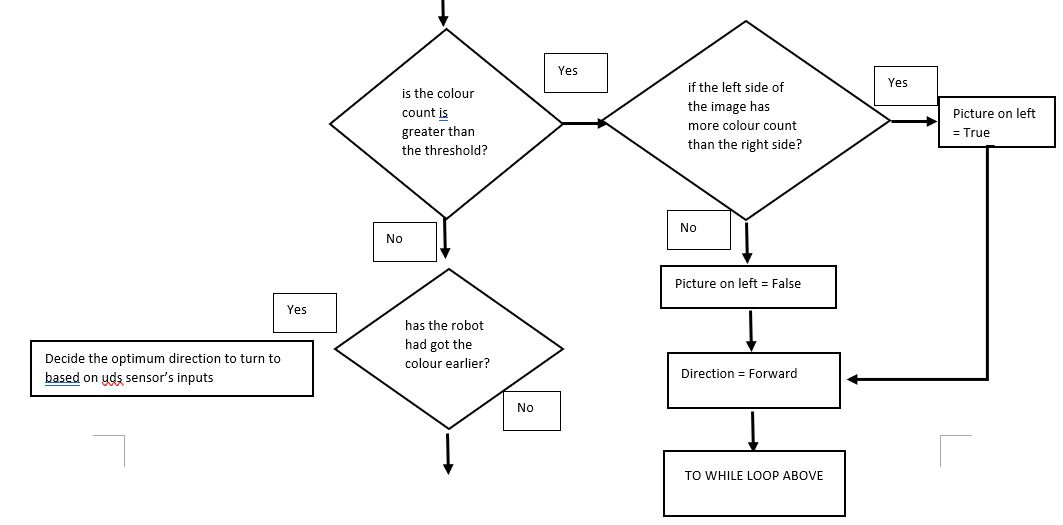 is the colour
count is
greater than
the threshold?
Yes
if the left side of
the image has
more colour count
than the right side?
Yes
Picture on left
= True
No
No
Picture on left = False
Yes
has the robot
had got the
colour earlier?
Decide the optimum direction to turn to
based on uds sensor's inputs
Direction = Forward
No
TO WHILE LOOP ABOVE